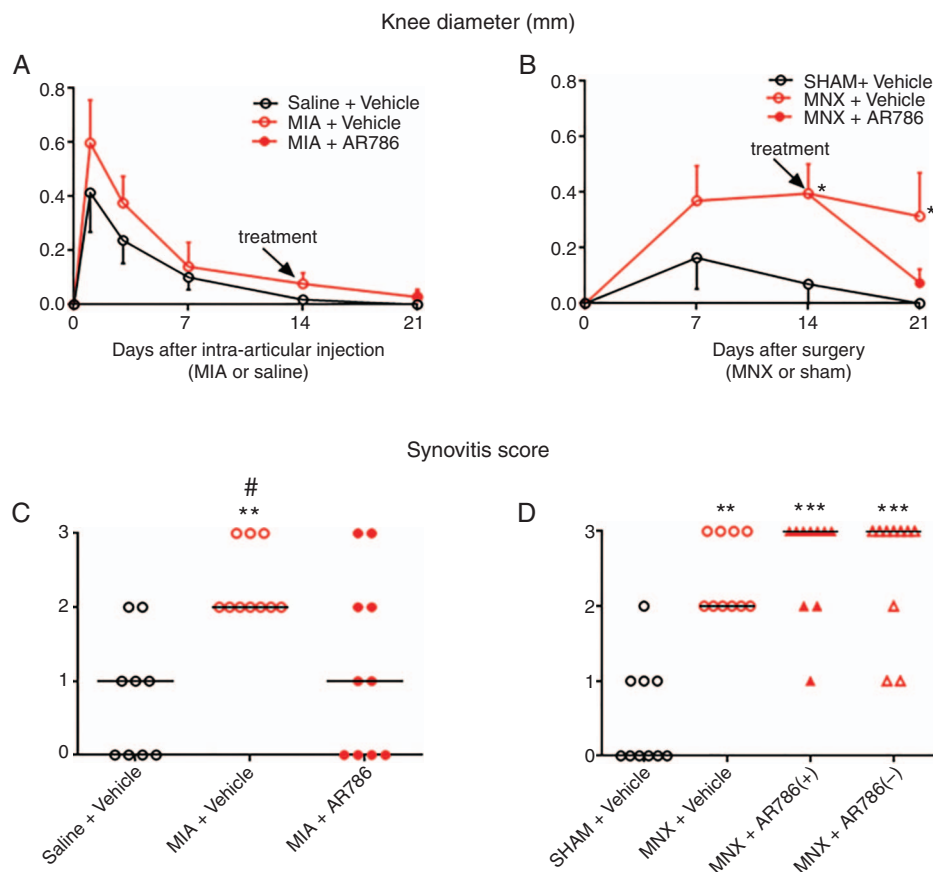 Knee diameter (mm)
A
0.8
0.6
0.4
0.2
0.0
Saline + Vehicle
MIA + Vehicle
MIA + AR786
treatment
0 7 14 21
Days after intra-articular injection
(MIA or saline)
B
0.8
0.6
0.4
0.2
0.0
SHAM+ Vehicle
MNX + Vehicle
MNX + AR786
treatment
*
*
0 7 14 21
Days after surgery
(MNX or sham)
Synovitis score
C
#
**
3
2
1
0
Saline + Vehicle
MIA + Vehicle
MIA + AR786
D
** *** ***
3
2
1
0
SHAM + Vehicle
MNX + Vehicle
MNX + AR786(+)
MNX + AR786(−)